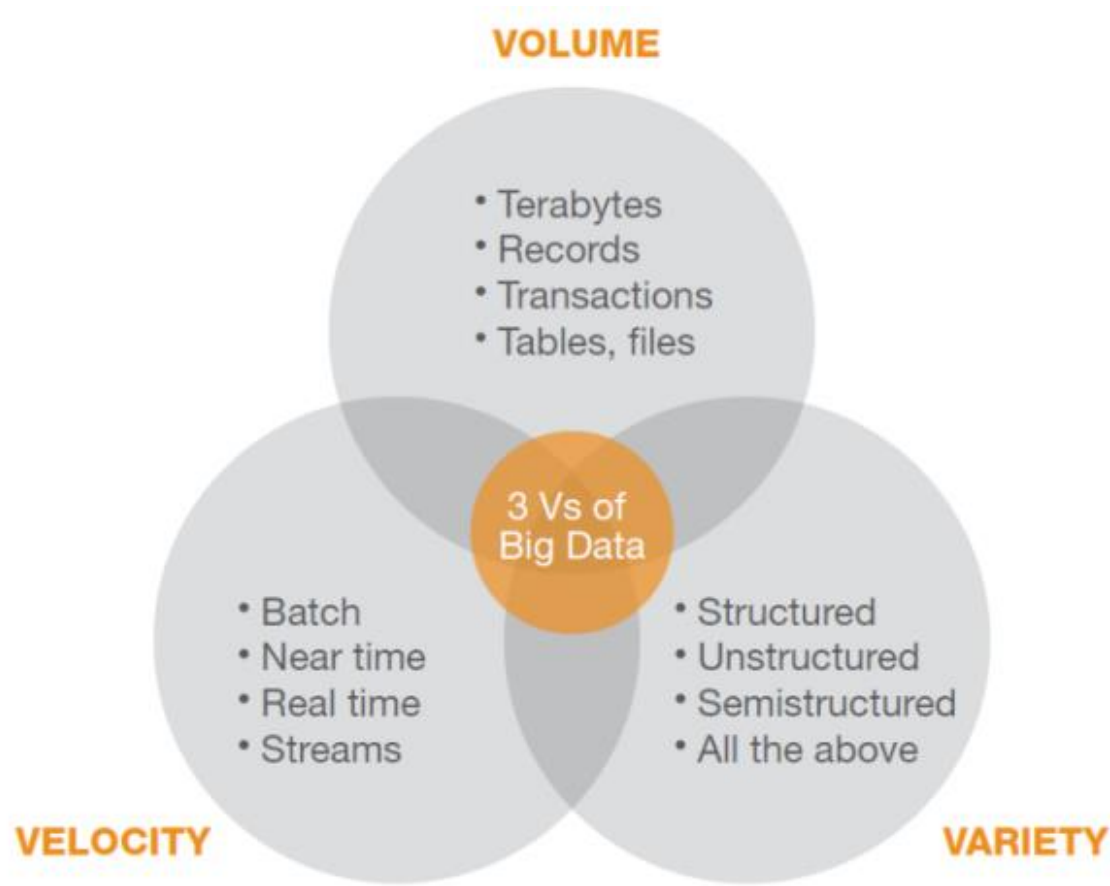 VOLUME
• Terabytes
• Records
• Transactions
• Tables, files
3 Vs of
Big Data
• Batch
• Near time
• Real time
• Streams
• Structured
• Unstructured
• Semistructured
• All the above
VELOCITY
VARIETY